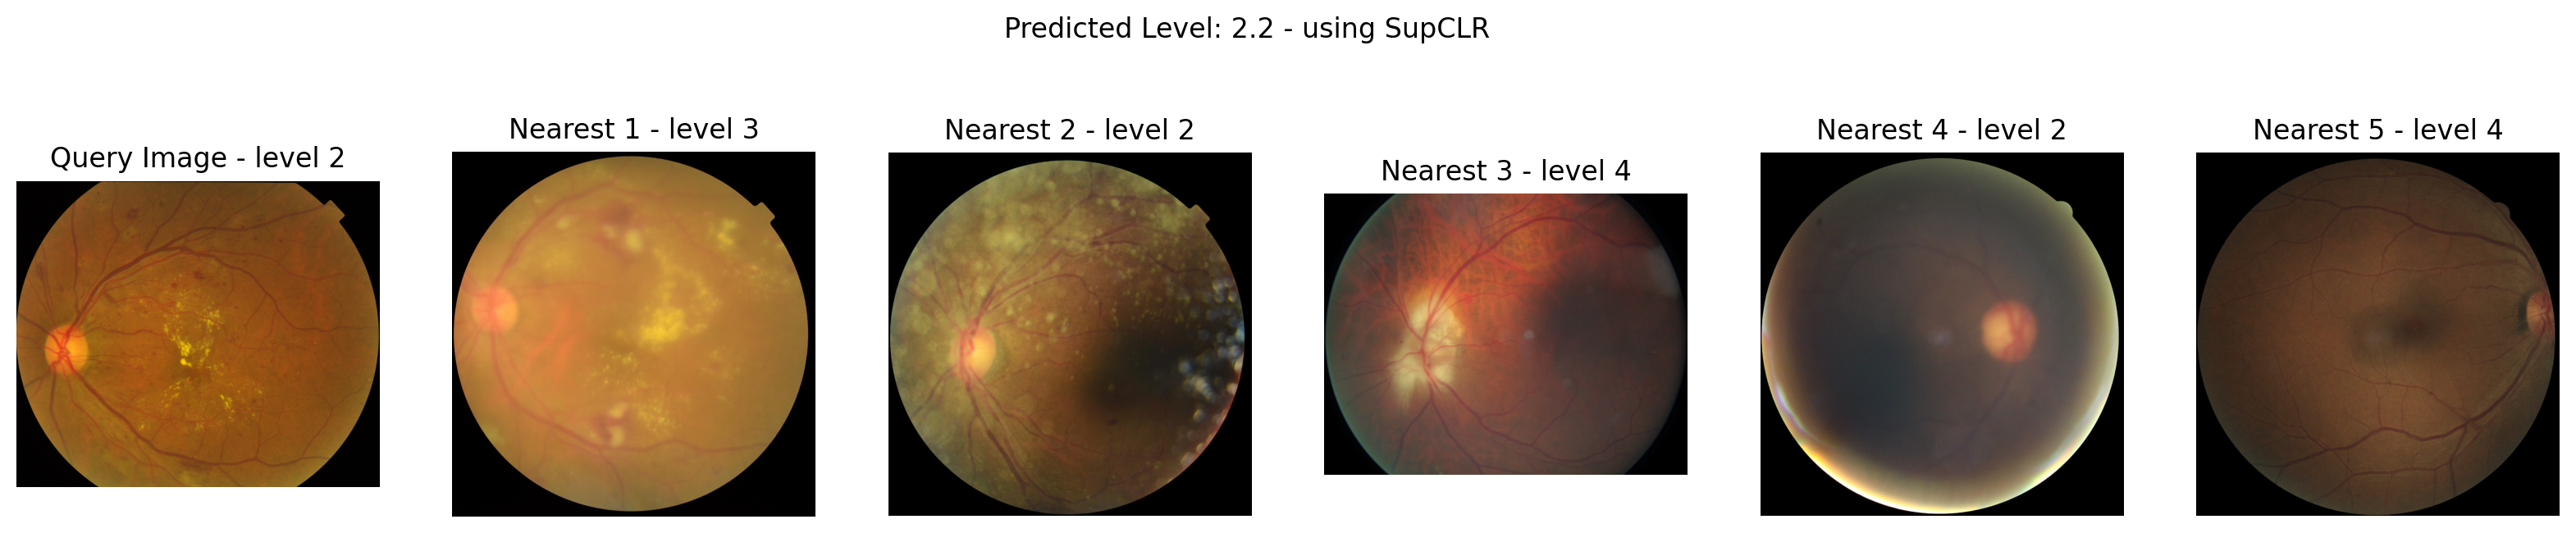 Predicted Level: 2.2 - using SupCLR
Query Image - level 2
Nearest 1 - level 3
Nearest 2 - level 2
Nearest 3 - level 4
Nearest 4 - level 2
Nearest 5 - level 4